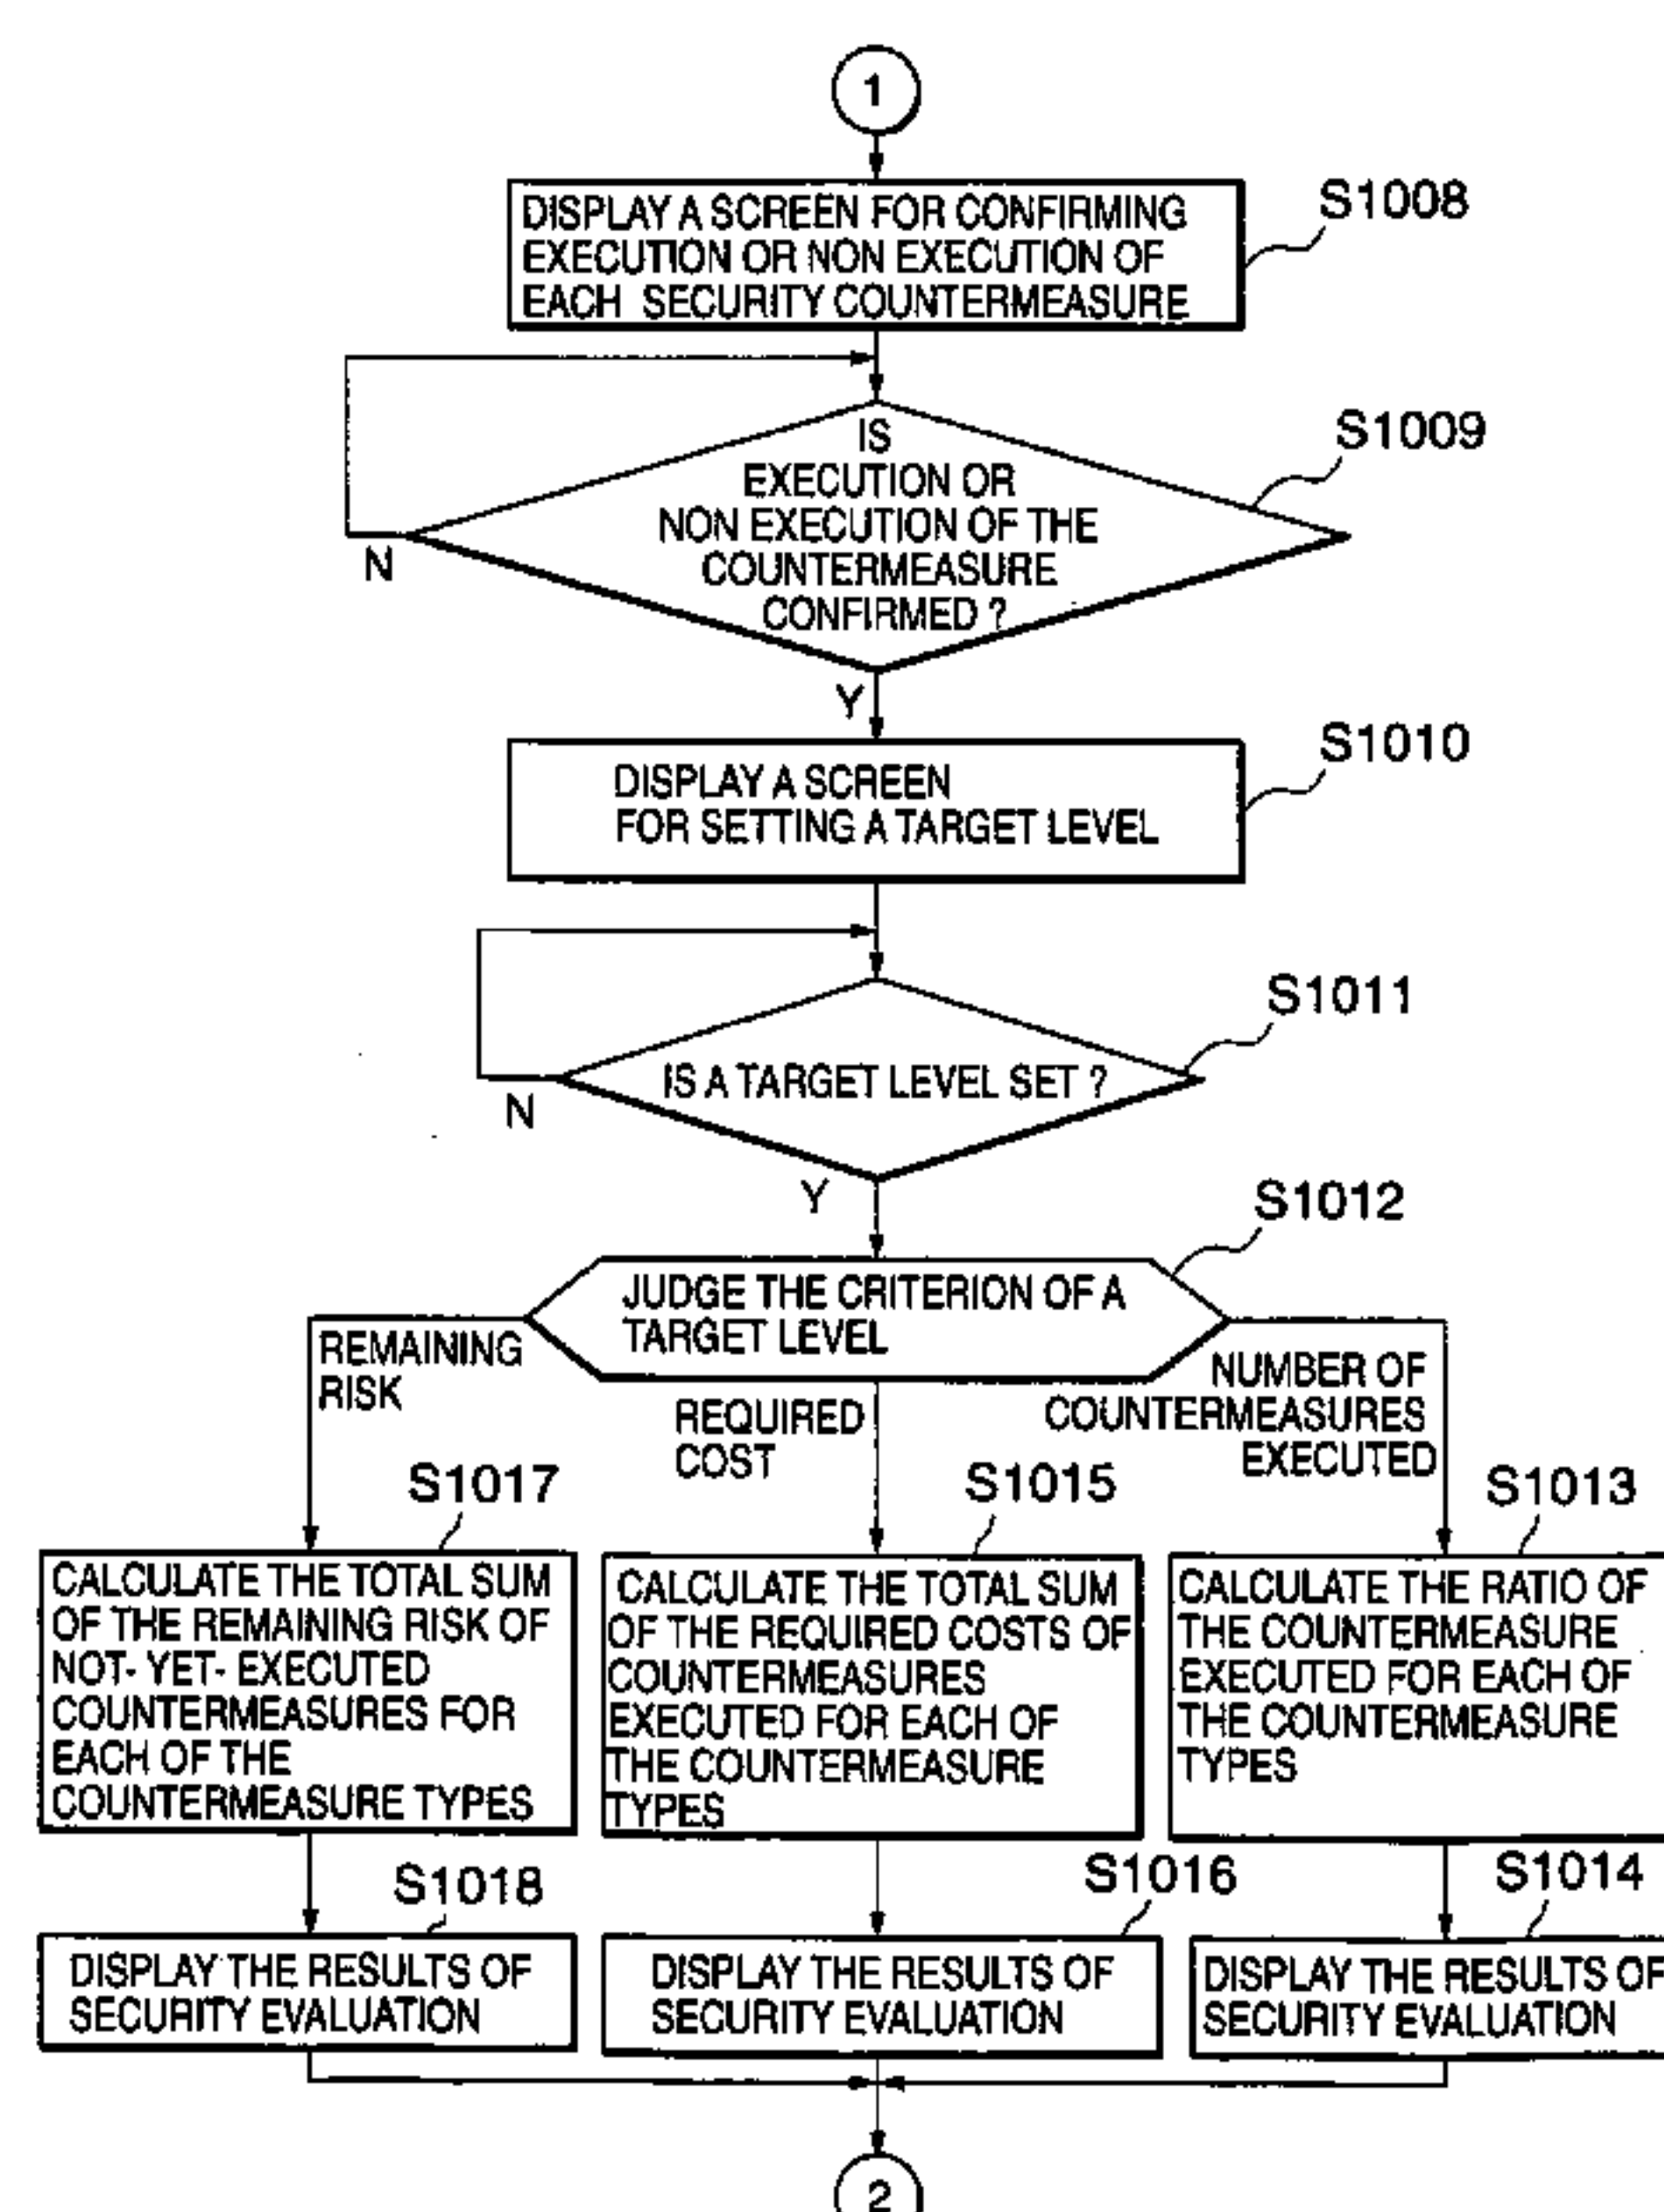 1
S1008
DISPLAY A SCREEN FOR CONFIRMING
EXECUTION OR NON EXECUTION OF
EACH SECURITY COUNTERMEASURE
S1009
IS
EXECUTION OR
NON EXECUTION OF THE
COUNTERMEASURE
CONFIRMED ?
N
Y
S1010
DISPLAY A SCREEN
FOR SETTING A TARGET LEVEL
S1011
IS A TARGET LEVEL SET ?
N
Y
S1012
JUDGE THE CRITERION OF A
TARGET LEVEL
REMAINING
RISK
REQUIRED
COST
NUMBER OF
COUNTERMEASURES
EXECUTED
S1017
CALCULATE THE TOTAL SUM
OF THE REMAINING RISK OF
NOT- YET- EXECUTED
COUNTERMEASURES FOR
EACH OF THE
COUNTERMEASURE TYPES
S1015
CALCULATE THE TOTAL SUM
OF THE REQUIRED COSTS OF
COUNTERMEASURES
EXECUTED FOR EACH OF
THE COUNTERMEASURE
TYPES
S1013
CALCULATE THE RATIO OF
THE COUNTERMEASURE
EXECUTED FOR EACH OF
THE COUNTERMEASURE
TYPES
S1018
DISPLAY THE RESULTS OF
SECURITY EVALUATION
S1016
DISPLAY THE RESULTS OF
SECURITY EVALUATION
S1014
DISPLAY THE RESULTS OF
SECURITY EVALUATION
2